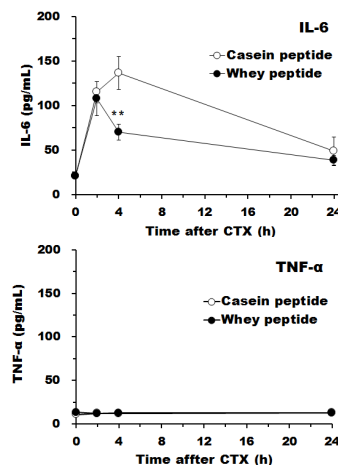 IL-6
200
150
100
50
0
IL-6 (pg/mL)
Casein peptide
Whey peptide
**
0 4 8 12 16 20 24
Time after CTX (h)
TNF-α
200
150
100
50
0
TNF-α (pg/mL)
Casein peptide
Whey peptide
0 4 8 12 16 20 24
Time affter CTX (h)